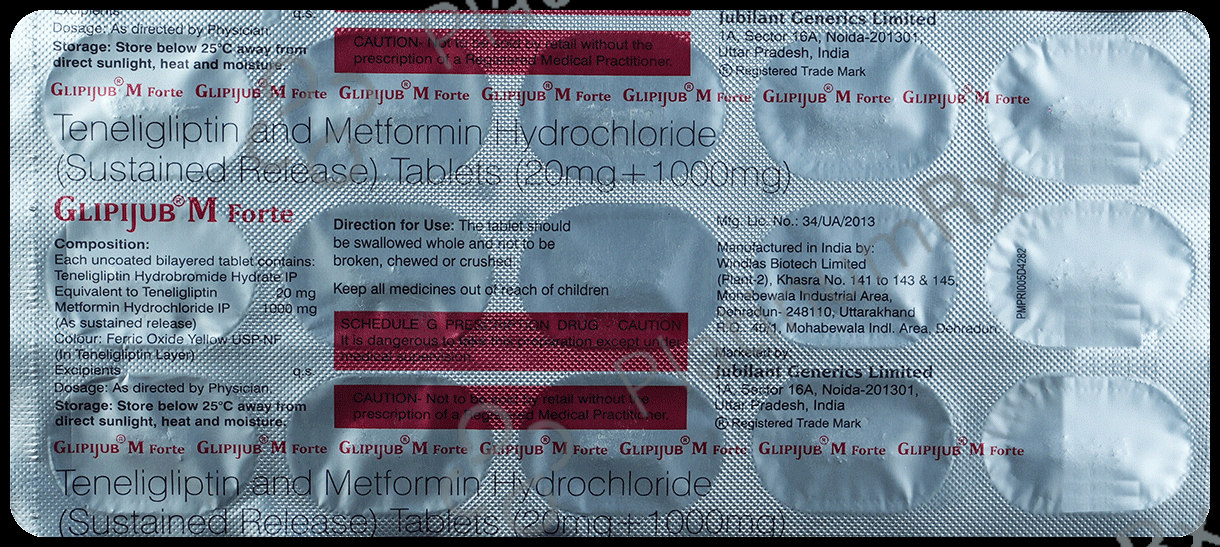 Excipients q.s.
Dosage: As directed by Physician.
Storage: Store below 25°C away from
direct sunlight, heat and moisture.
CAUTION- Not to be sold by retail without the
prescription of a Registered Medical Practitioner.
Jubilant Generics Limited
1A, Sector 16A, Noida-201301,
Uttar Pradesh, India
® Registered Trade Mark
GLIPIJUB® M FORTE GLIPIJUB® M FORTE GLIPIJUB® M FORTE GLIPIJUB® M FORTE GLIPIJUB® M FORTE GLIPIJUB® M FORTE GLIPIJUB® M FORTE
Teneligliptin and Metformin Hydrochloride
(Sustained Release) Tablets (20mg+1000mg)
GLIPIJUB® M FORTE
Composition:
Each uncoated bilayered tablet contains:
Teneligliptin Hydrobromide Hydrate IP
Equivalent to Teneligliptin 20 mg
Metformin Hydrochloride IP 1000 mg
(As sustained release)
Colour: Ferric Oxide Yellow USP-NF
(In Teneligliptin Layer)
Excipients q.s.
Dosage: As directed by Physician.
Storage: Store below 25°C away from
direct sunlight, heat and moisture.
Direction for Use: The tablet should
be swallowed whole and not to be
broken, chewed or crushed.
Keep all medicines out of reach of children
SCHEDULE G PRESCRIPTION DRUG - CAUTION
It is dangerous to take this preparation except under
medical supervision.
CAUTION- Not to be sold by retail without the
prescription of a Registered Medical Practitioner.
Mfg. Lic. No.: 34/UA/2013
Manufactured in India by:
Windlas Biotech Limited
(Plant-2), Khasra No. 141 to 143 & 145,
Mohabewala Industrial Area,
Dehradun- 248110, Uttarakhand
R.O.: 40/1, Mohabewala Indl. Area, Dehradun.
Marketed by:
Jubilant Generics Limited
1A, Sector 16A, Noida-201301,
Uttar Pradesh, India
® Registered Trade Mark
PMPRI005D4282
GLIPIJUB® M FORTE GLIPIJUB® M FORTE GLIPIJUB® M FORTE GLIPIJUB® M FORTE GLIPIJUB® M FORTE GLIPIJUB® M FORTE GLIPIJUB® M FORTE
Teneligliptin and Metformin Hydrochloride
(Sustained Release) Tablets (20mg+1000mg)